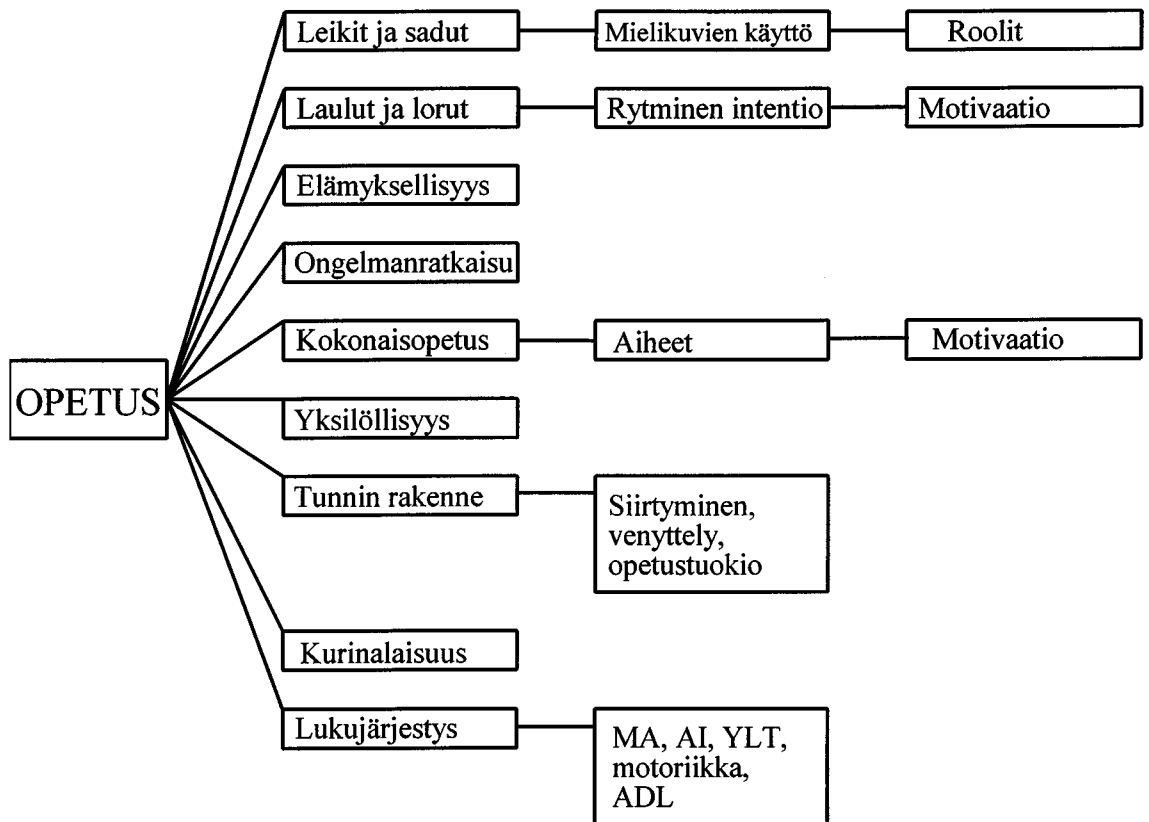 Leikit ja sadut
Mielikuvien käyttö
Roolit
Laulut ja lorut
Rytminen intentio
Motivaatio
Elämyksellisyys
Ongelmanratkaisu
Kokonaisopetus
Aiheet
Motivaatio
OPETUS
Yksilöllisyys
Tunnin rakenne
Siirtyminen,
venyttely,
opetustuokio
Kurinalaisuus
Lukujärjestys
MA, AI, YLT,
motoriikka,
ADL